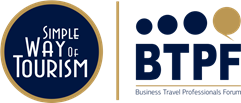 SIMPLE
WAY OF
TOURISM
BTPF
Business Travel Professionals Forum